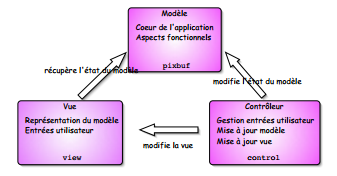 Modèle
Coeur de l'application
Aspects fonctionnels
pixbuf
récupère l'état du modèle
modifie l'état du modèle
Vue
Représentation du modèle
Entrées utilisateur
view
modifie la vue
Contrôleur
Gestion entrées utilisateur
Mise à jour modèle
Mise à jour vue
control